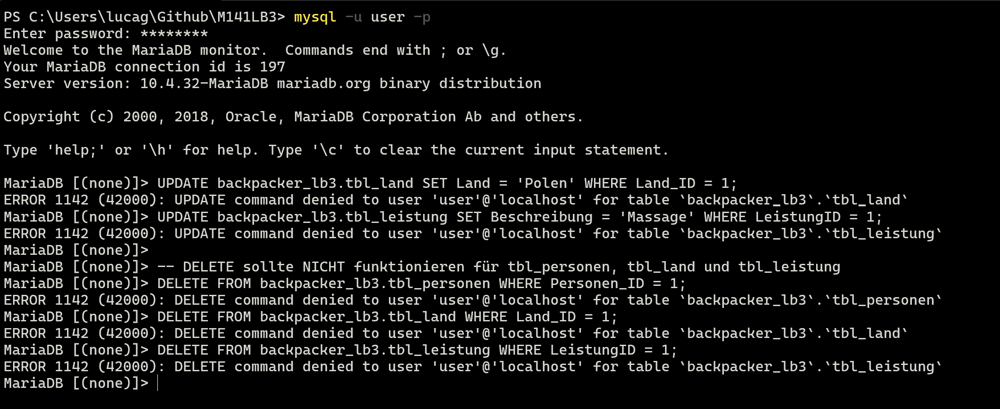 PS C:\Users\lucag\Github\M141LB3> mysql -u user -p
Enter password: ********
Welcome to the MariaDB monitor.  Commands end with ; or \g.
Your MariaDB connection id is 197
Server version: 10.4.32-MariaDB mariadb.org binary distribution
Copyright (c) 2000, 2018, Oracle, MariaDB Corporation Ab and others.
Type 'help;' or '\h' for help. Type '\c' to clear the current input statement.
MariaDB [(none)]> UPDATE backpacker_lb3.tbl_land SET Land = 'Polen' WHERE Land_ID = 1;
ERROR 1142 (42000): UPDATE command denied to user 'user'@'localhost' for table `backpacker_lb3`.`tbl_land`
MariaDB [(none)]> UPDATE backpacker_lb3.tbl_leistung SET Beschreibung = 'Massage' WHERE LeistungID = 1;
ERROR 1142 (42000): UPDATE command denied to user 'user'@'localhost' for table `backpacker_lb3`.`tbl_leistung`
MariaDB [(none)]>
MariaDB [(none)]> -- DELETE sollte NICHT funktionieren für tbl_personen, tbl_land und tbl_leistung
MariaDB [(none)]> DELETE FROM backpacker_lb3.tbl_personen WHERE Personen_ID = 1;
ERROR 1142 (42000): DELETE command denied to user 'user'@'localhost' for table `backpacker_lb3`.`tbl_personen`
MariaDB [(none)]> DELETE FROM backpacker_lb3.tbl_land WHERE Land_ID = 1;
ERROR 1142 (42000): DELETE command denied to user 'user'@'localhost' for table `backpacker_lb3`.`tbl_land`
MariaDB [(none)]> DELETE FROM backpacker_lb3.tbl_leistung WHERE LeistungID = 1;
ERROR 1142 (42000): DELETE command denied to user 'user'@'localhost' for table `backpacker_lb3`.`tbl_leistung`
MariaDB [(none)]>